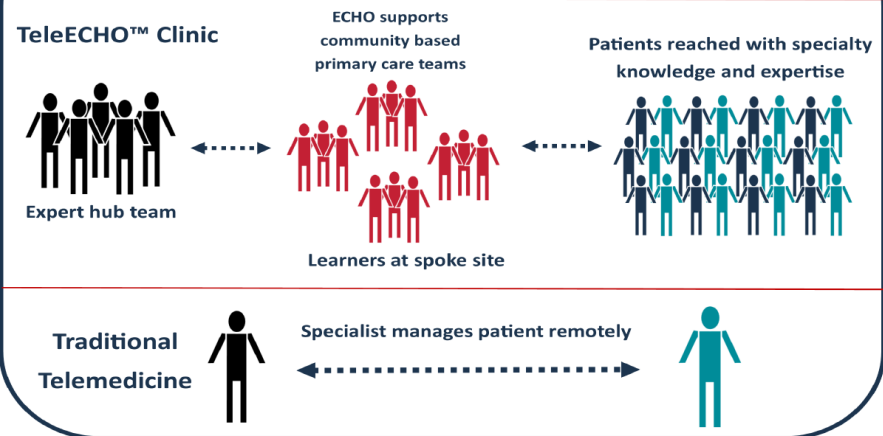 TeleECHO™ Clinic
ECHO supports
community based
primary care teams
Patients reached with specialty
knowledge and expertise
Expert hub team
Learners at spoke site
Traditional
Telemedicine
Specialist manages patient remotely